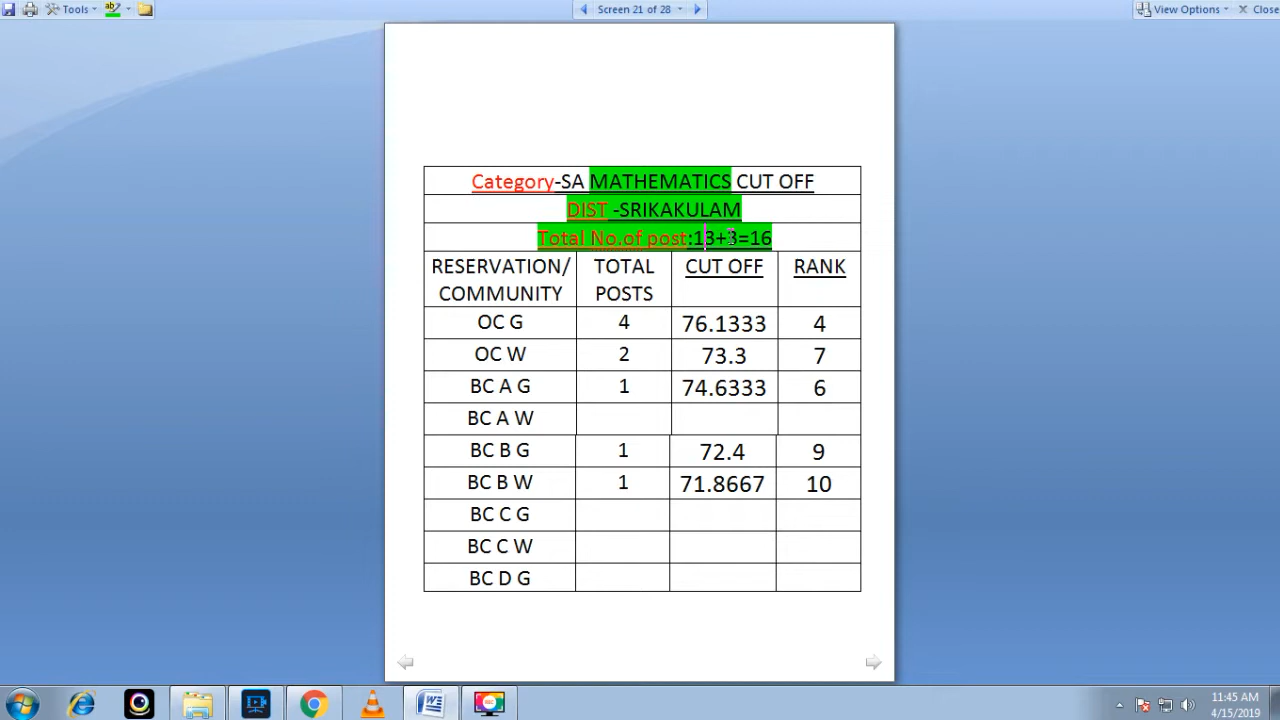 Tools
Screen 21 of 28
View Options
Close
Category-SA MATHEMATICS CUT OFF
DIST -SRIKAKULAM
Total No.of post:13+3=16
RESERVATION/ COMMUNITY TOTAL POSTS CUT OFF RANK
OC G 4 76.1333 4
OC W 2 73.3 7
BC A G 1 74.6333 6
BC A W
BC B G 1 72.4 9
BC B W 1 71.8667 10
BC C G
BC C W
BC D G
11:45 AM
4/15/2019